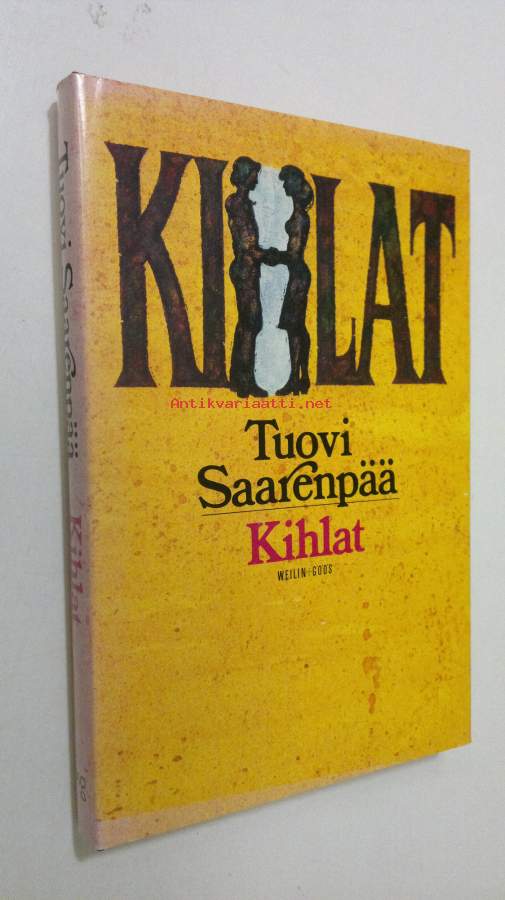 KIHLAT
Tuovi
Saarenpää
Kihlat
WEILIN+GÖÖS
Tuovi Saarenpää Kihlat
Antikvariaatti.net